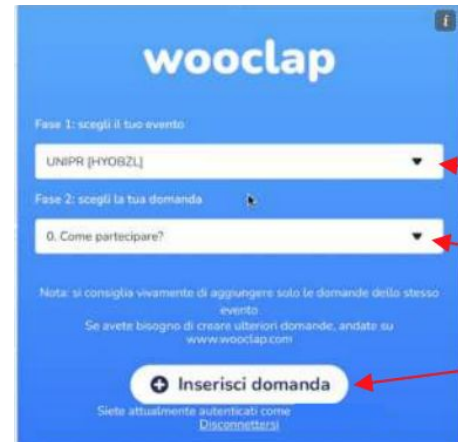 wooclap
Fase 1: scegli il tuo evento
UNIPR [HYOBZL]
Fase 2: scegli la tua domanda
0. Come partecipare?
Nota: si consiglia vivamente di aggiungere solo le domande dello stesso
evento
Se avete bisogno di creare ulteriori domande, andate su
www.wooclap.com
Inserisci domanda
Siete attualmente autenticati come
Disconnettersi